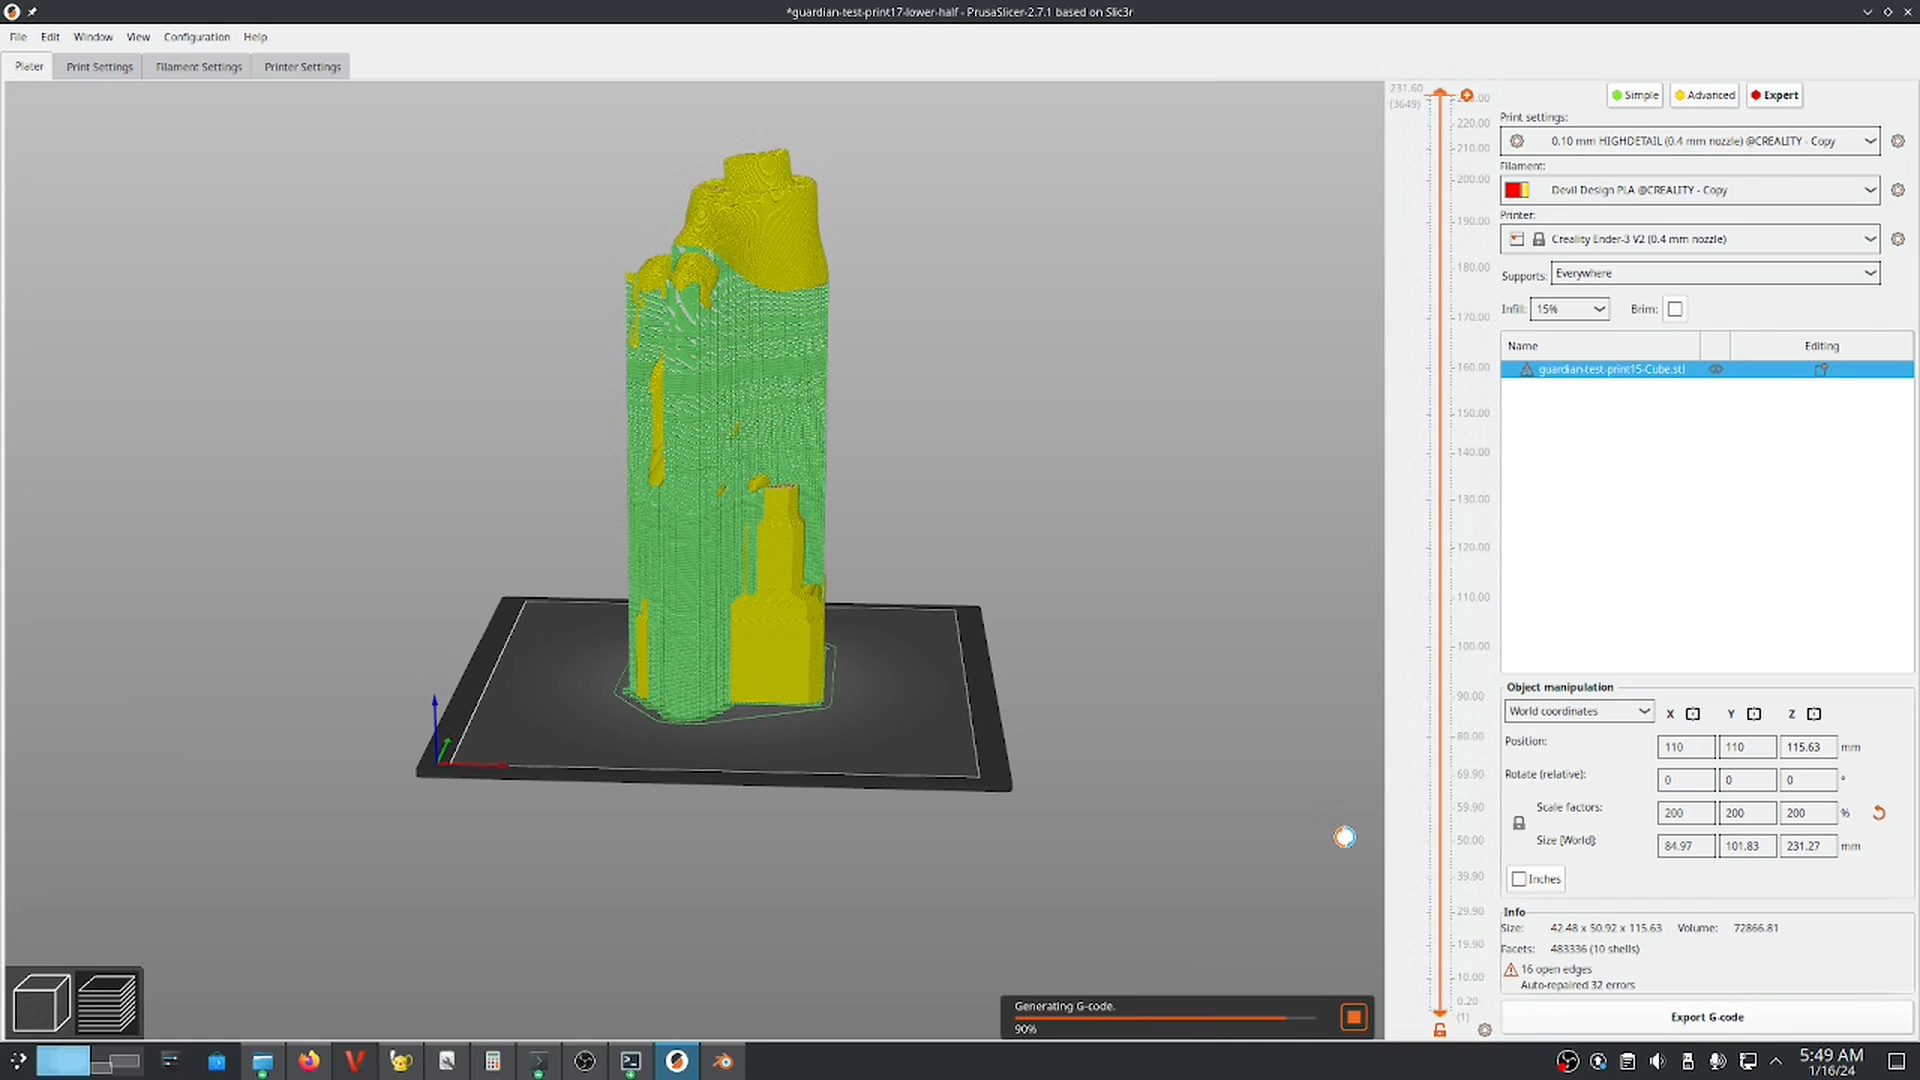 *guardian-test-print17-lower-half - PrusaSlicer-2.7.1 based on Slic3r
File Edit Window View Configuration Help
Plater Print Settings Filament Settings Printer Settings
231.60
(3649)
220.00
210.00
200.00
190.00
180.00
170.00
160.00
150.00
140.00
130.00
120.00
110.00
100.00
90.00
80.00
69.90
59.90
50.00
39.90
29.90
19.90
10.00
0.20
(1)
Simple Advanced Expert
Print settings:
0.10 mm HIGHDETAIL (0.4 mm nozzle) @CREALITY - Copy
Filament:
Devil Design PLA @CREALITY - Copy
Printer:
Creality Ender-3 V2 (0.4 mm nozzle)
Supports: Everywhere
Infill: 15% Brim:
Name Editing
guardian-test-print15-Cube.stl
Object manipulation
World coordinates X Y Z
Position: 110 110 115.63 mm
Rotate (relative): 0 0 0 °
Scale factors: 200 200 200 %
Size [World]: 84.97 101.83 231.27 mm
Inches
Info
Size: 42.48 x 50.92 x 115.63 Volume: 72866.81
Facets: 483336 (10 shells)
16 open edges
Auto-repaired 32 errors
Export G-code
Generating G-code.
90%
5:49 AM
1/16/24